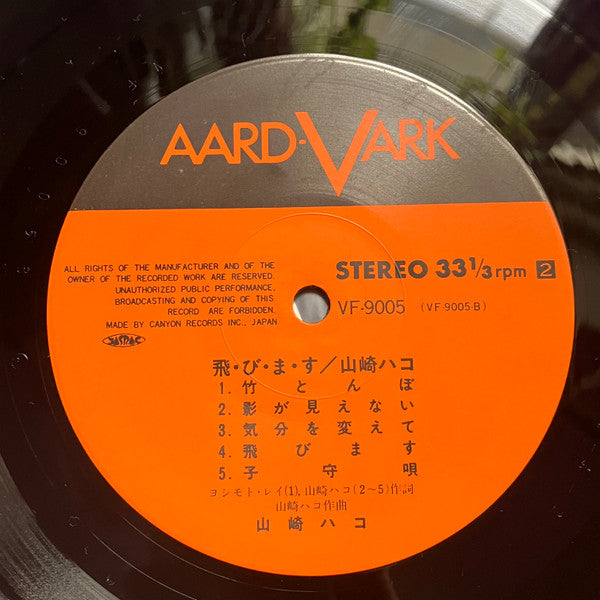 AARD-VARK
ALL RIGHTS OF THE MANUFACTURER AND OF THE
OWNER OF THE RECORDED WORK ARE RESERVED.
UNAUTHORIZED PUBLIC PERFORMANCE,
BROADCASTING AND COPYING OF THIS
RECORD ARE FORBIDDEN.
MADE BY CANYON RECORDS INC., JAPAN
JASRAC
STEREO 33 1/3 rpm 2
VF-9005 (VF-9005-B)
飛・び・ま・す/山崎ハコ
1. 竹とんぼ
2. 影が見えない
3. 気分を変えて
4. 飛びます
5. 子守唄
ヨシモト・レイ(1), 山崎ハコ(2~5)作詞
山崎ハコ作曲
山崎ハコ